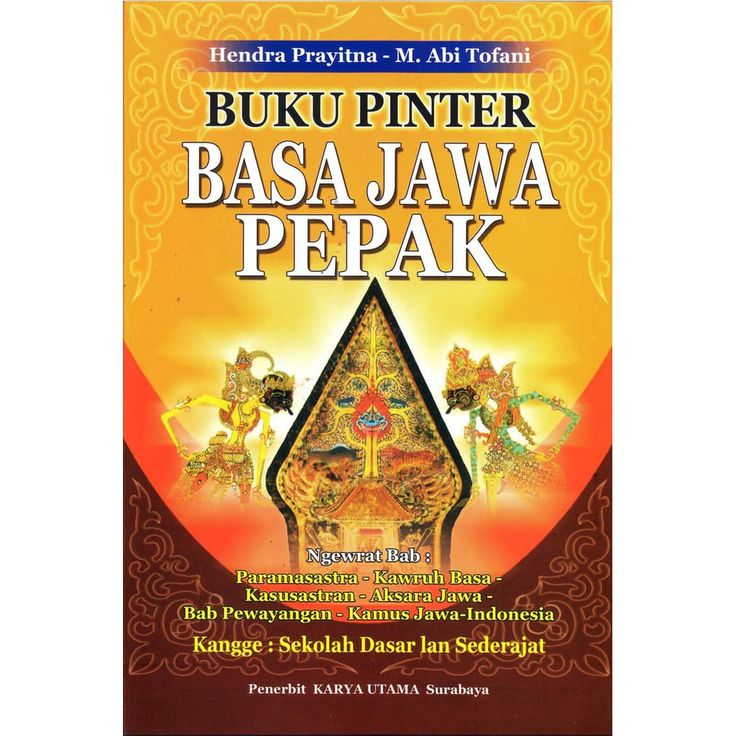 Hendra Prayitna - M. Abi Tofani
BUKU PINTER
BASA JAWA
PEPAK
Ngewrat Bab :
Paramasastra - Kawruh Basa -
Kasusastran - Aksara Jawa -
Bab Pewayangan - Kamus Jawa-Indonesia
Kangge : Sekolah Dasar lan Sederajat
Penerbit KARYA UTAMA Surabaya